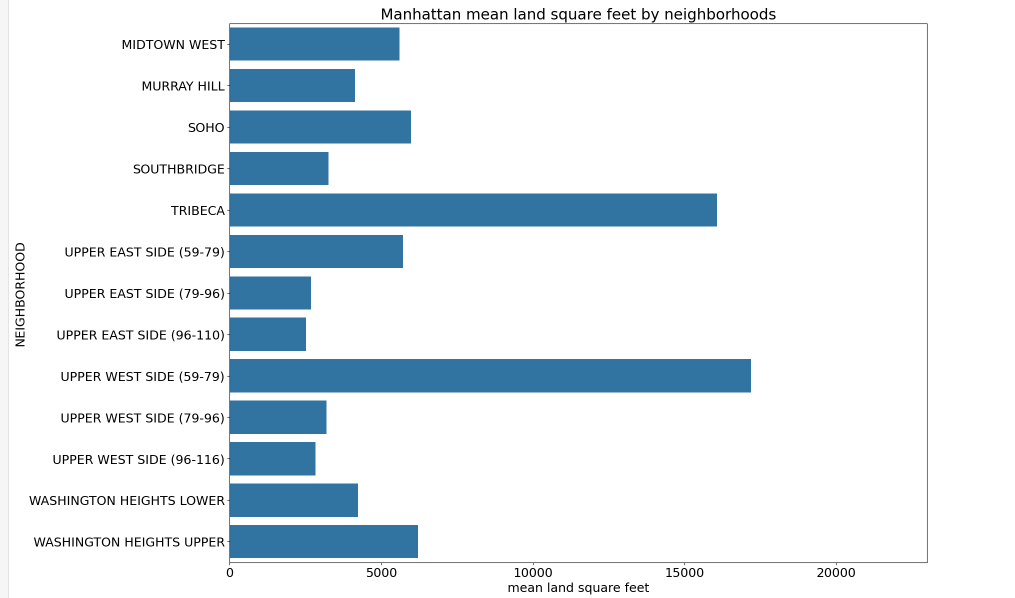 Manhattan mean land square feet by neighborhoods
MIDTOWN WEST
MURRAY HILL
SOHO
SOUTHBRIDGE
TRIBECA
UPPER EAST SIDE (59-79)
UPPER EAST SIDE (79-96)
UPPER EAST SIDE (96-110)
UPPER WEST SIDE (59-79)
UPPER WEST SIDE (79-96)
UPPER WEST SIDE (96-116)
WASHINGTON HEIGHTS LOWER
WASHINGTON HEIGHTS UPPER
NEIGHBORHOOD
0 5000 10000 15000 20000
mean land square feet